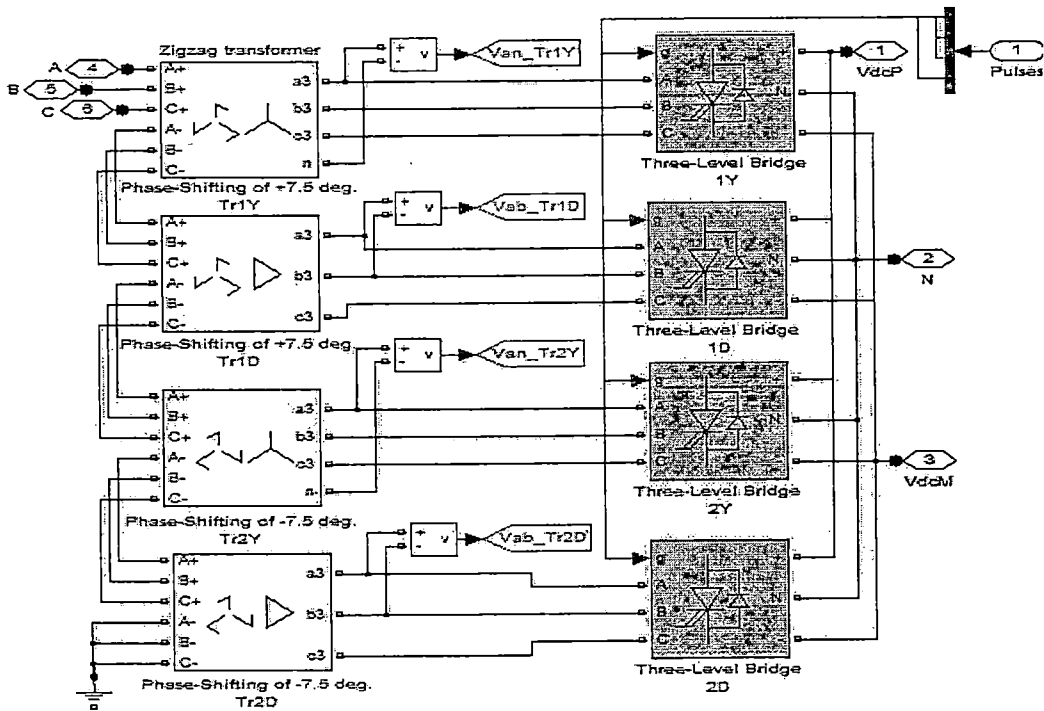 Zigzag transformer
A 4
B 5
C 6
A+
B+
C+
A-
B-
C-
a3
b3
c3
n
Phase-Shifting of +7.5 deg.
Tr1Y
+
-
v
Van_Tr1Y
g
A
B
C
+
N
-
Three-Level Bridge
1Y
1
VdcP
1
Pulses
A+
B+
C+
A-
B-
C-
a3
b3
c3
Phase-Shifting of +7.5 deg.
Tr1D
+
-
v
Vab_Tr1D
g
A
B
C
+
N
-
Three-Level Bridge
1D
2
N
A+
B+
C+
A-
B-
C-
a3
b3
c3
n
Phase-Shifting of -7.5 deg.
Tr2Y
+
-
v
Van_Tr2Y
g
A
B
C
+
N
-
Three-Level Bridge
2Y
3
VdcM
A+
B+
C+
A-
B-
C-
a3
b3
c3
Phase-Shifting of -7.5 deg.
Tr2D
+
-
v
Vab_Tr2D
g
A
B
C
+
N
-
Three-Level Bridge
2D